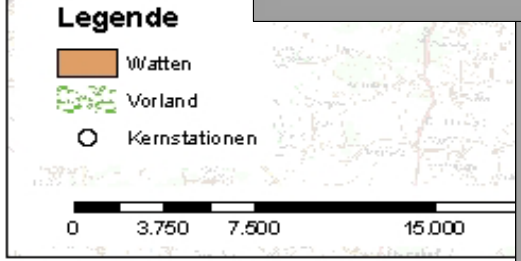 Legende
Watten
Vorland
Kernstationen
0 3.750 7.500 15.000